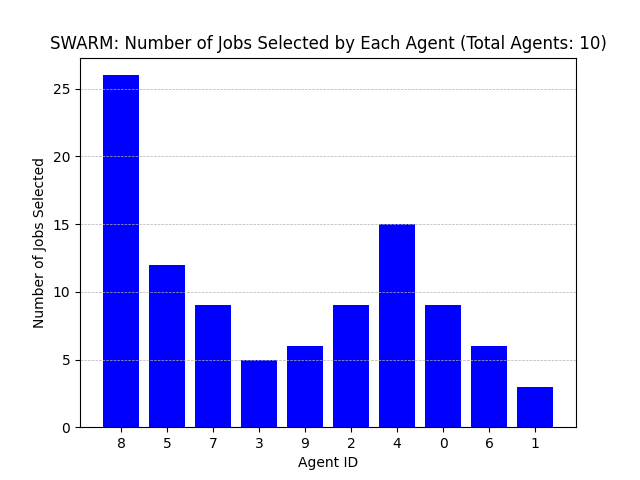 SWARM: Number of Jobs Selected by Each Agent (Total Agents: 10)
Number of Jobs Selected
25
20
15
10
5
0
8 5 7 3 9 2 4 0 6 1
Agent ID